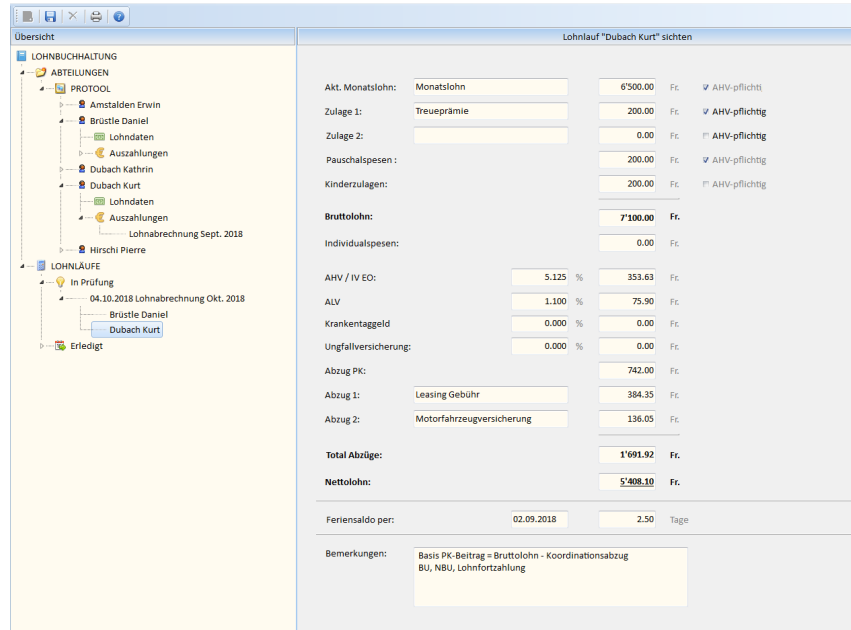 Übersicht
LOHNBUCHHALTUNG
ABTEILUNGEN
PROTOOL
Amstalden Erwin
Brüstle Daniel
Lohndaten
Auszahlungen
Dubach Kathrin
Dubach Kurt
Lohndaten
Auszahlungen
Lohnabrechnung Sept. 2018
Hirschi Pierre
LOHNLÄUFE
In Prüfung
04.10.2018 Lohnabrechnung Okt. 2018
Brüstle Daniel
Dubach Kurt
Erledigt
Lohnlauf "Dubach Kurt" sichten
Akt. Monatslohn: Monatslohn 6'500.00 Fr. AHV-pflichti
Zulage 1: Treueprämie 200.00 Fr. AHV-pflichtig
Zulage 2: 0.00 Fr. AHV-pflichtig
Pauschalspesen : 200.00 Fr. AHV-pflichtig
Kinderzulagen: 200.00 Fr. AHV-pflichtig
Bruttolohn: 7'100.00 Fr.
Individualspesen: 0.00 Fr.
AHV / IV EO: 5.125 % 353.63 Fr.
ALV 1.100 % 75.90 Fr.
Krankentaggeld 0.000 % 0.00 Fr.
Ungfallversicherung: 0.000 % 0.00 Fr.
Abzug PK: 742.00 Fr.
Abzug 1: Leasing Gebühr 384.35 Fr.
Abzug 2: Motorfahrzeugversicherung 136.05 Fr.
Total Abzüge: 1'691.92 Fr.
Nettolohn: 5'408.10 Fr.
Feriensaldo per: 02.09.2018 2.50 Tage
Bemerkungen: Basis PK-Beitrag = Bruttolohn - Koordinationsabzug
BU, NBU, Lohnfortzahlung